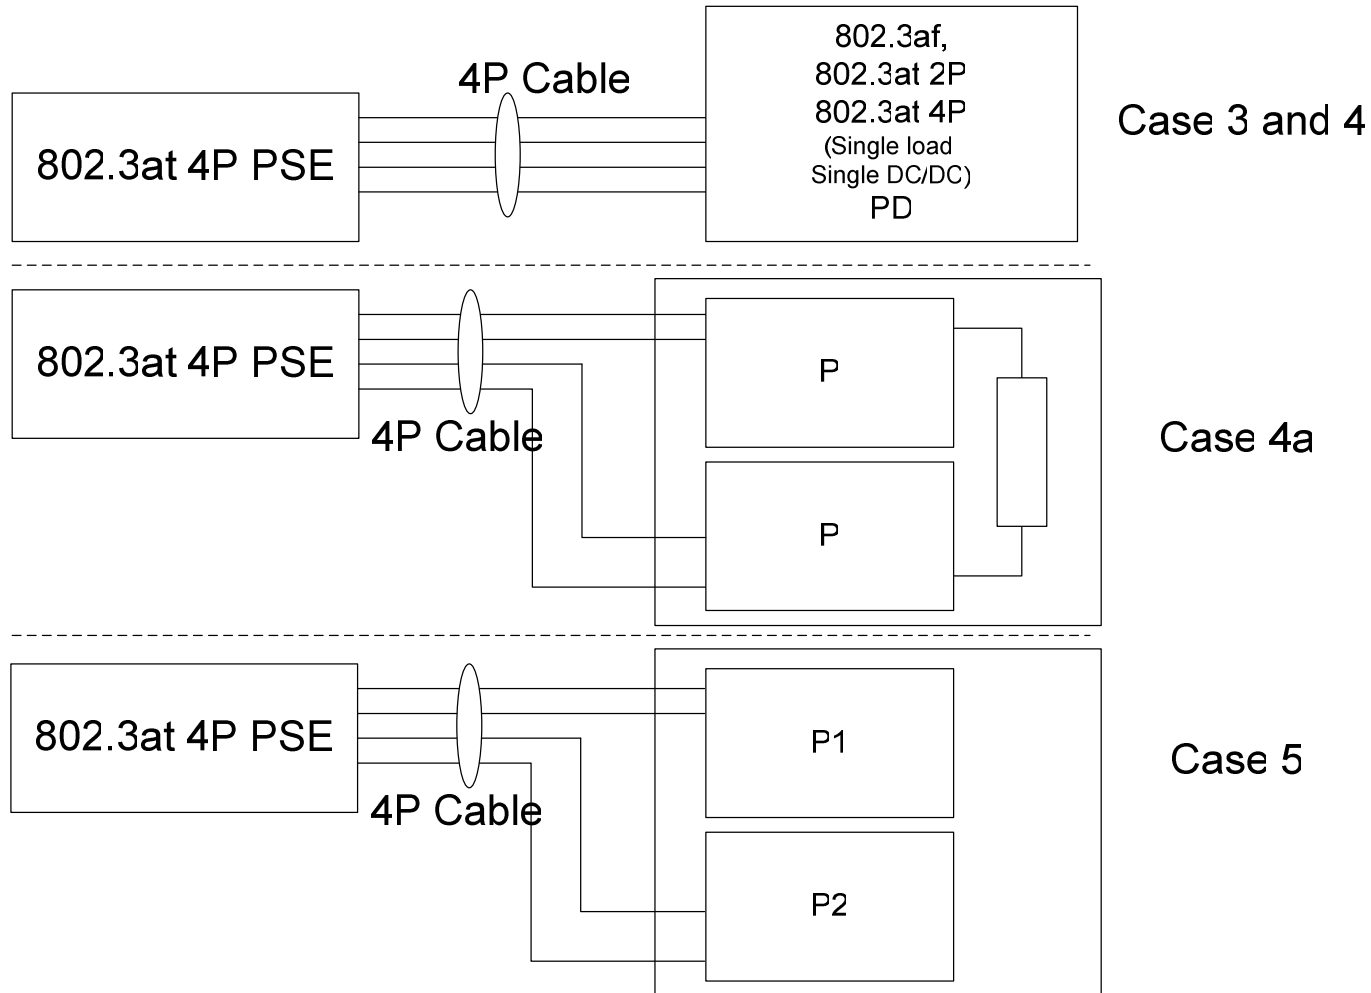 4P Cable
802.3at 4P PSE
802.3af,
802.3at 2P
802.3at 4P
(Single load
Single DC/DC)
PD
Case 3 and 4
802.3at 4P PSE
4P Cable
P
P
Case 4a
802.3at 4P PSE
4P Cable
P1
P2
Case 5